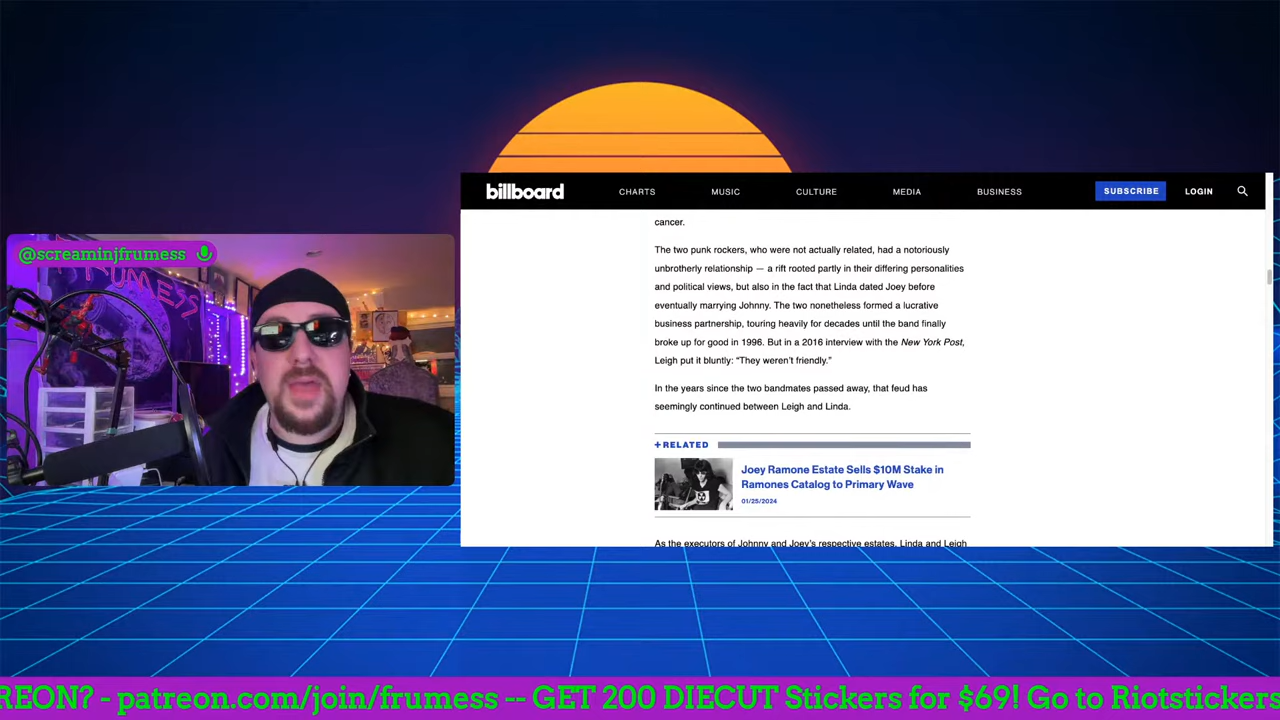 billboard
CHARTS
MUSIC
CULTURE
MEDIA
BUSINESS
SUBSCRIBE
LOGIN
cancer.
The two punk rockers, who were not actually related, had a notoriously
unbrotherly relationship — a rift rooted partly in their differing personalities
and political views, but also in the fact that Linda dated Joey before
eventually marrying Johnny. The two nonetheless formed a lucrative
business partnership, touring heavily for decades until the band finally
broke up for good in 1996. But in a 2016 interview with the New York Post,
Leigh put it bluntly: “They weren’t friendly.”
In the years since the two bandmates passed away, that feud has
seemingly continued between Leigh and Linda.
+RELATED
Joey Ramone Estate Sells $10M Stake in
Ramones Catalog to Primary Wave
01/25/2024
As the executors of Johnny and Joey's respective estates, Linda and Leigh
@screaminjfrumess
FRUMESS
REON? - patreon.com/join/frumess -- GET 200 DIECUT Stickers for $69! Go to Riotstickers